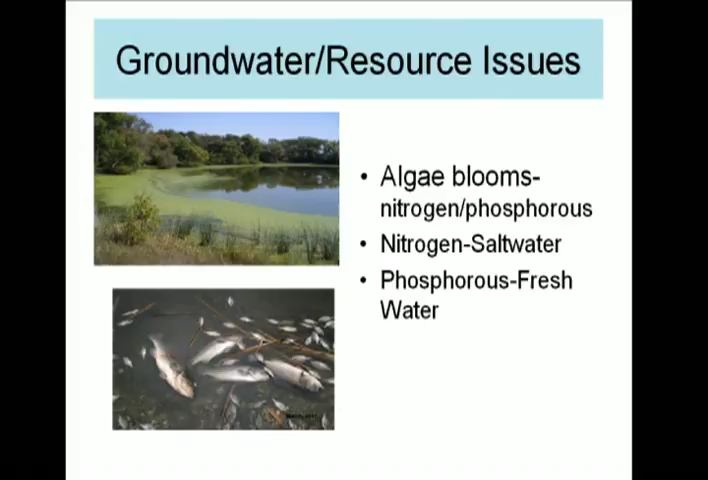 Groundwater/Resource Issues
• Algae blooms-
nitrogen/phosphorous
• Nitrogen-Saltwater
• Phosphorous-Fresh
Water